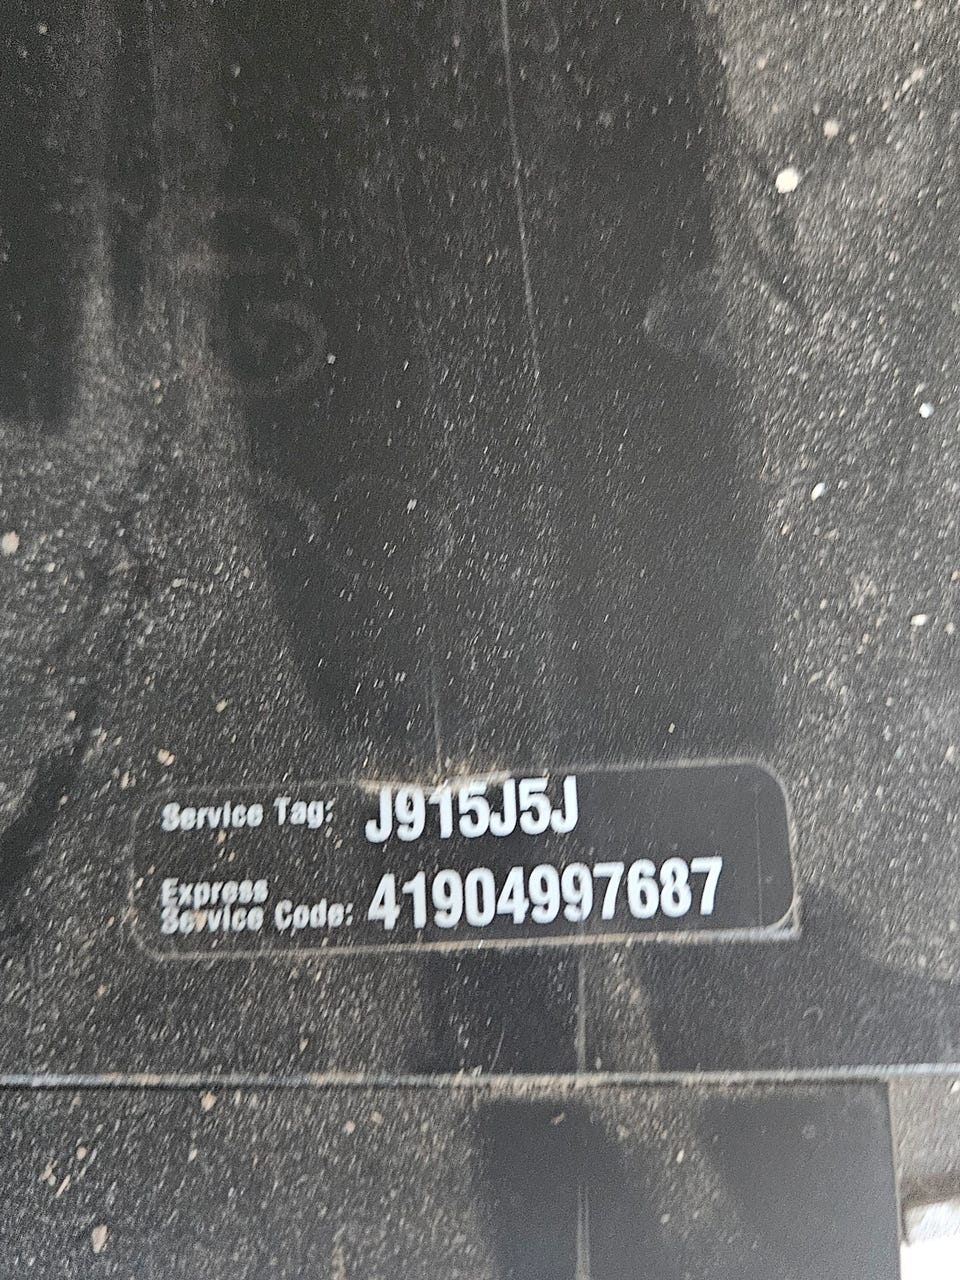 Service Tag: J915J5J
Express
Service Code: 41904997687